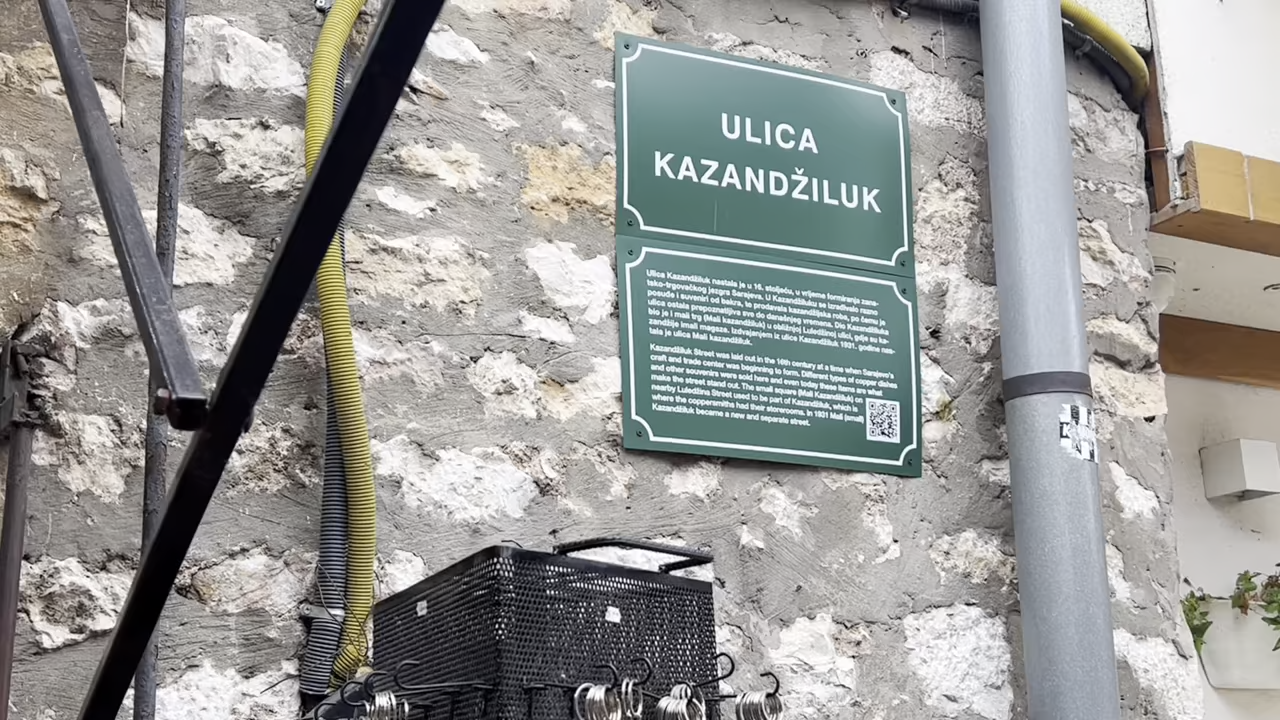 ULICA
KAZANDŽILUK
Ulica Kazandžiluk nastala je u 16. stoljeću, u vrijeme formiranja zana-
tsko-trgovačkog jezgra Sarajeva. U Kazandžiluku se izrađivalo razno
posuđe i suveniri od bakra, te prodavala kazandžijska roba, po čemu je
ulica ostala prepoznatljiva sve do današnjeg vremena. Dio Kazandžiluka
bio je i mali trg (Mali kazandžiluk) u obližnjoj Luledžinoj ulici, gdje su ka-
zandžije imali magaze. Izdvajanjem iz ulice Kazandžiluk 1931. godine nas-
tala je ulica Mali kazandžiluk.
Kazandžiluk Street was laid out in the 16th century at a time when Sarajevo's
craft and trade center was beginning to form. Different types of copper dishes
and other souvenirs were sold here and even today these items are what
make the street stand out. The small square (Mali Kazandžiluk) on
nearby Luledžina Street used to be part of Kazandžiluk, which is
where the coppersmiths had their storerooms. In 1931 Mali (small)
Kazandžiluk became a new and separate street.